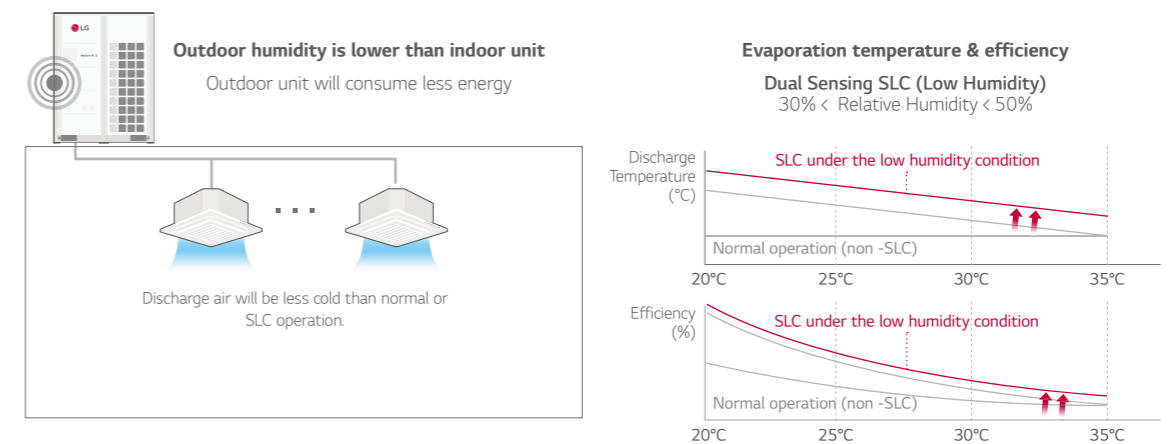 LG
Outdoor humidity is lower than indoor unit
Outdoor unit will consume less energy
Discharge air will be less cold than normal or
SLC operation.
Evaporation temperature & efficiency
Dual Sensing SLC (Low Humidity)
30% < Relative Humidity < 50%
Discharge
Temperature
(°C)
SLC under the low humidity condition
Normal operation (non -SLC)
20°C 25°C 30°C 35°C
Efficiency
(%)
SLC under the low humidity condition
Normal operation (non -SLC)
20°C 25°C 30°C 35°C